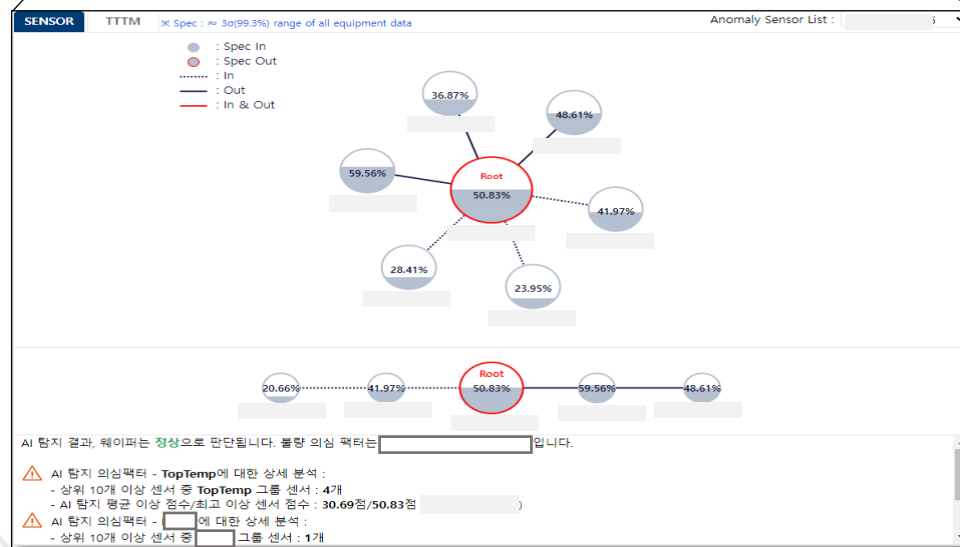 SENSOR TTTM ※ Spec : ≈ 3σ(99.3%) range of all equipment data Anomaly Sensor List :
: Spec In
: Spec Out
: In
: Out
: In & Out
36.87%
48.61%
59.56%
Root
50.83%
41.97%
28.41%
23.95%
Root
20.66% 41.97% 50.83% 59.56% 48.61%
AI 탐지 결과, 웨이퍼는 정상으로 판단됩니다. 불량 의심 팩터는 입니다.
AI 탐지 의심팩터 - TopTemp에 대한 상세 분석 :
- 상위 10개 이상 센서 중 TopTemp 그룹 센서 : 4개
- AI 탐지 평균 이상 점수/최고 이상 센서 점수 : 30.69점/50.83점 )
AI 탐지 의심팩터 - 에 대한 상세 분석 :
- 상위 10개 이상 센서 중 그룹 센서 : 1개